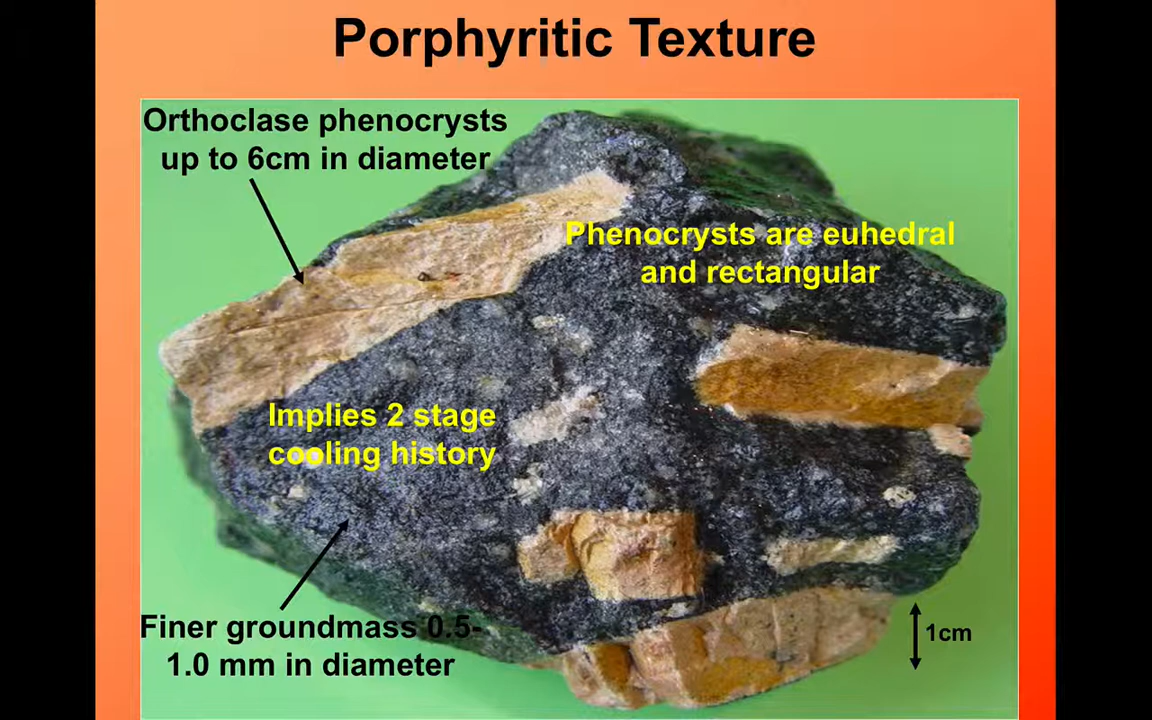 Porphyritic Texture
Orthoclase phenocrysts
up to 6cm in diameter
Phenocrysts are euhedral
and rectangular
Implies 2 stage
cooling history
Finer groundmass 0.5-
1.0 mm in diameter
1cm